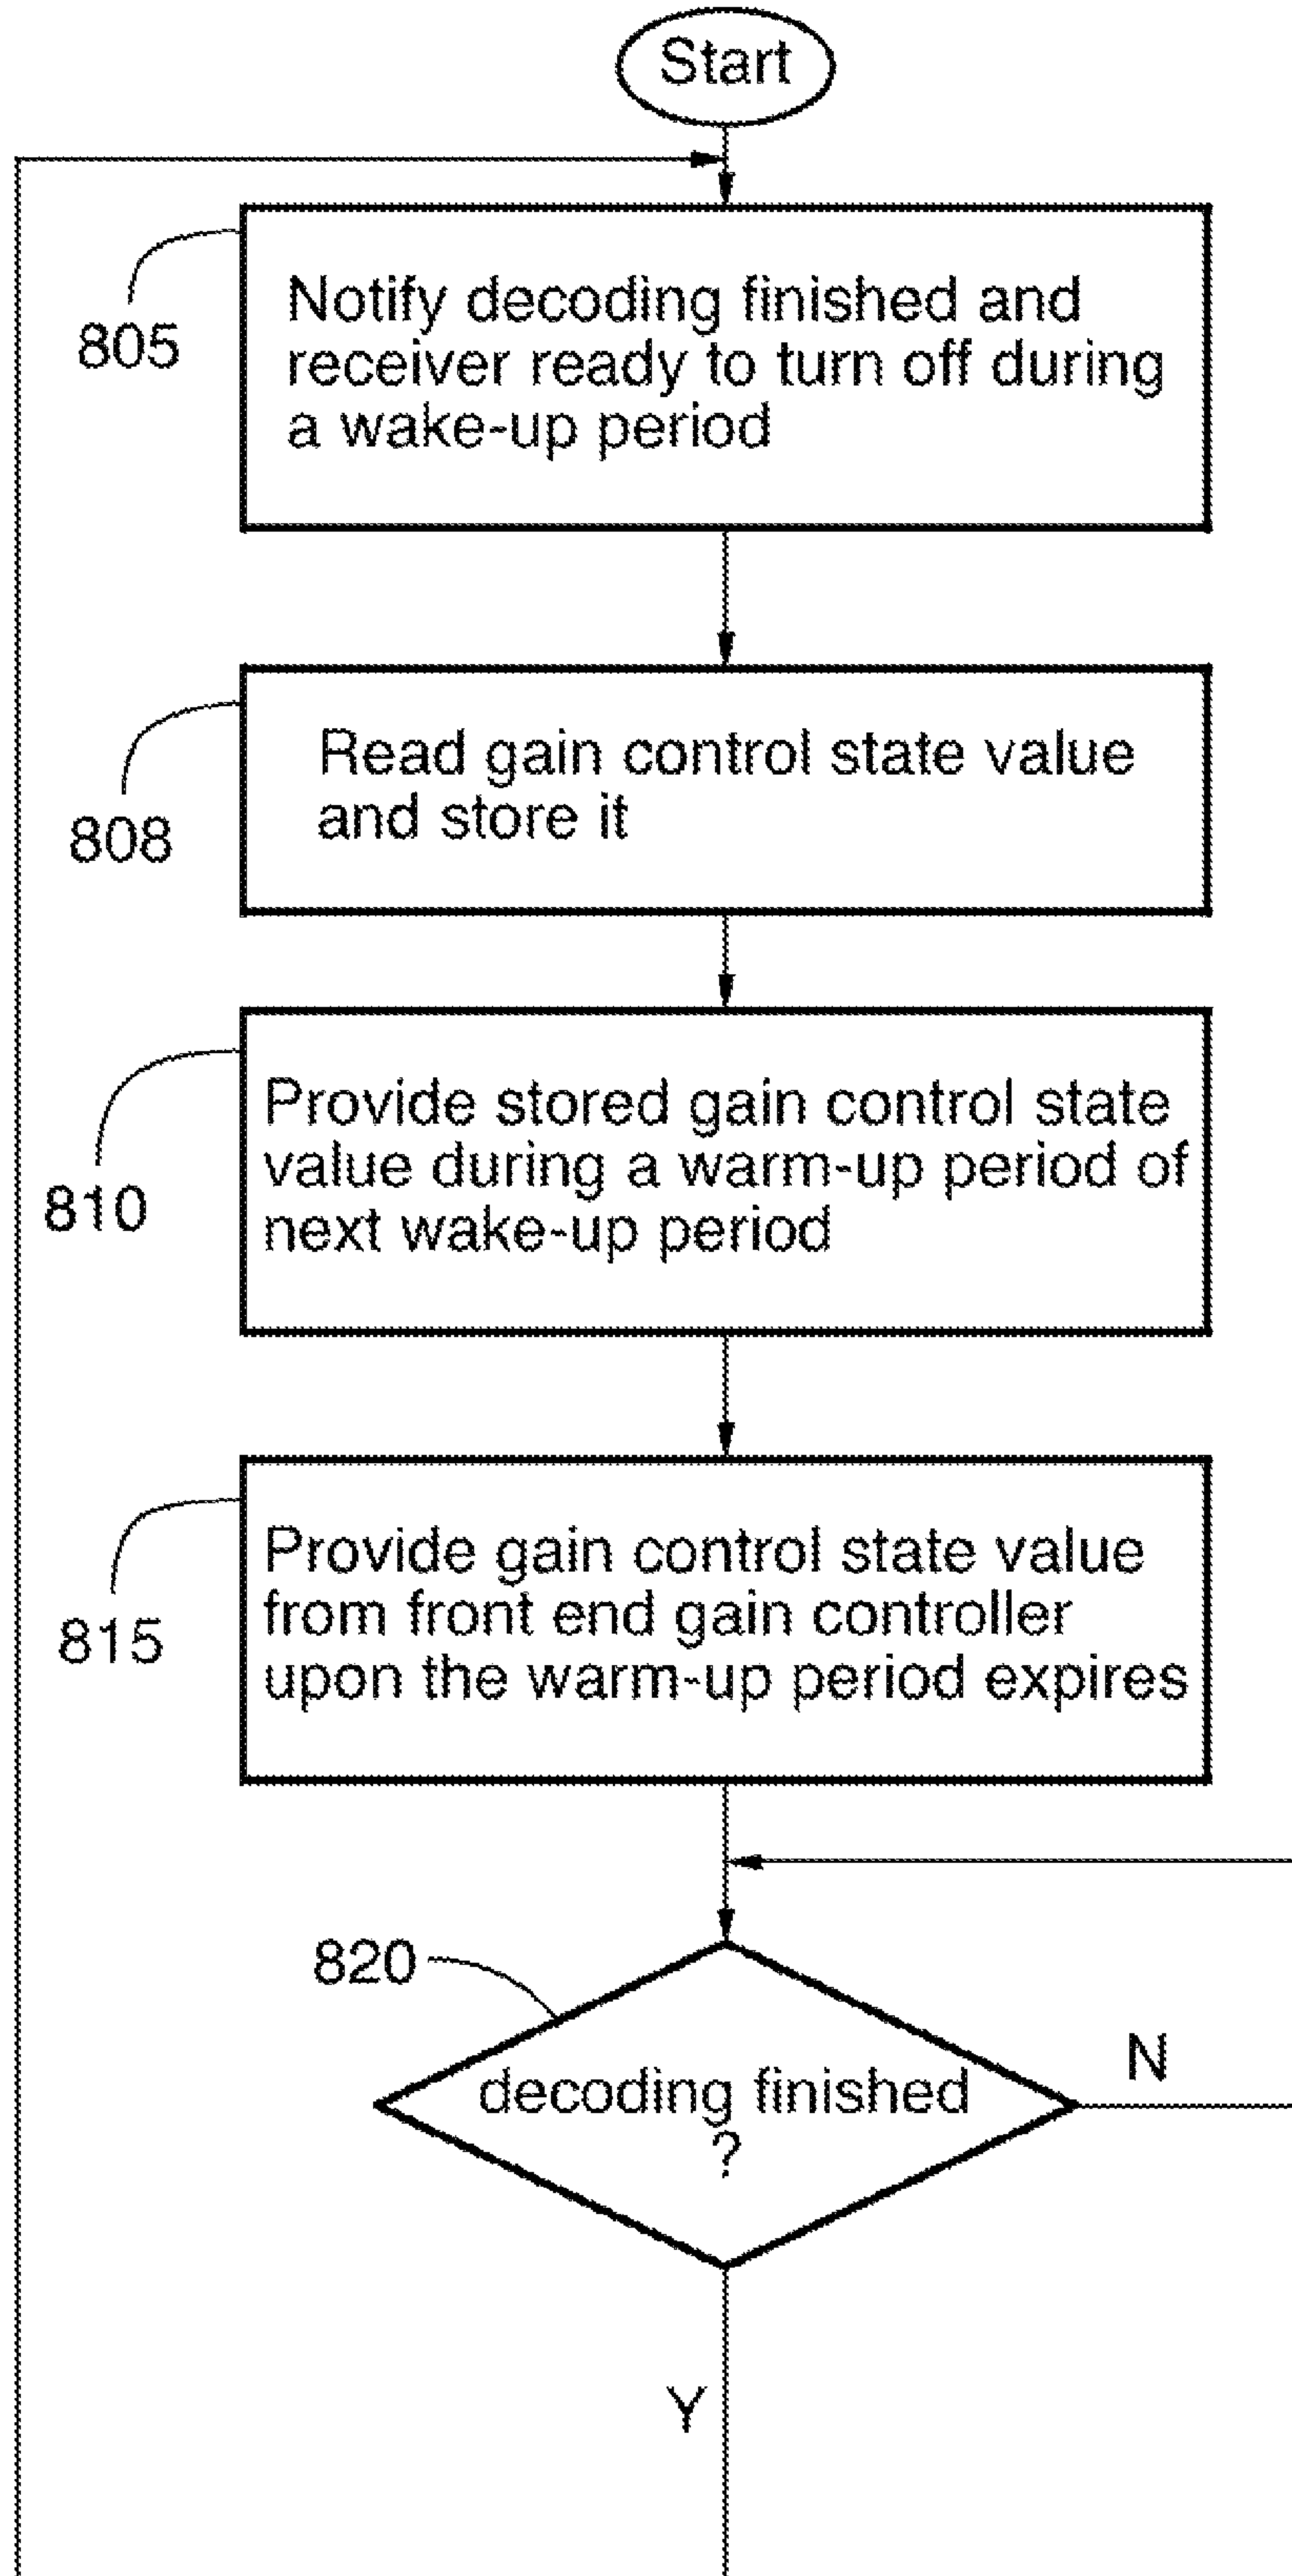 Start
805
Notify decoding finished and
receiver ready to turn off during
a wake-up period
808
Read gain control state value
and store it
810
Provide stored gain control state
value during a warm-up period of
next wake-up period
815
Provide gain control state value
from front end gain controller
upon the warm-up period expires
820
decoding finished
?
N
Y